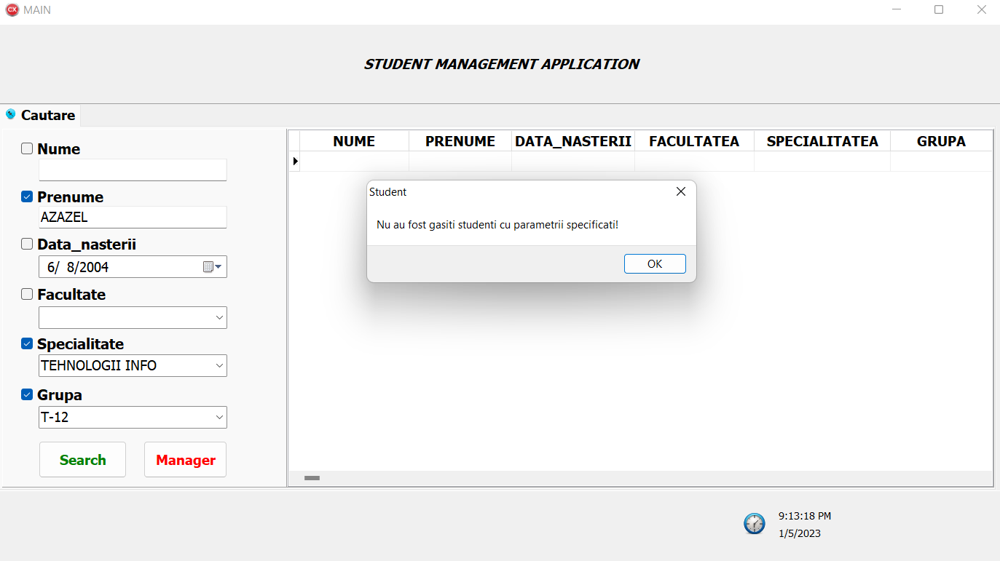 CX MAIN
STUDENT MANAGEMENT APPLICATION
Cautare
Nume
Prenume
AZAZEL
Data_nasterii
6/ 8/2004
Facultate
Specialitate
TEHNOLOGII INFO
Grupa
T-12
Search Manager
NUME PRENUME DATA_NASTERII FACULTATEA SPECIALITATEA GRUPA
Student
Nu au fost gasiti studenti cu parametrii specificati!
OK
9:13:18 PM
1/5/2023